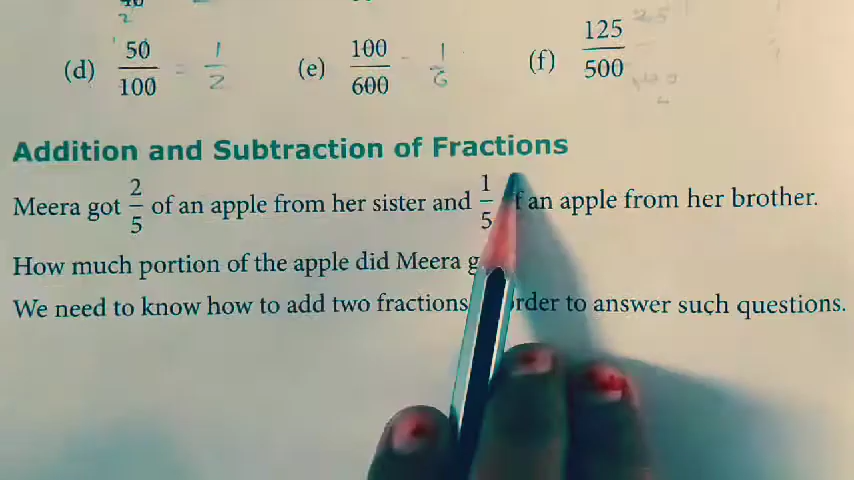 (d) 50/100 = 1/2 (e) 100/600 - 1/6 (f) 125/500
Addition and Subtraction of Fractions
Meera got 2/5 of an apple from her sister and 1/5 of an apple from her brother.
How much portion of the apple did Meera
We need to know how to add two fractions order to answer such questions.